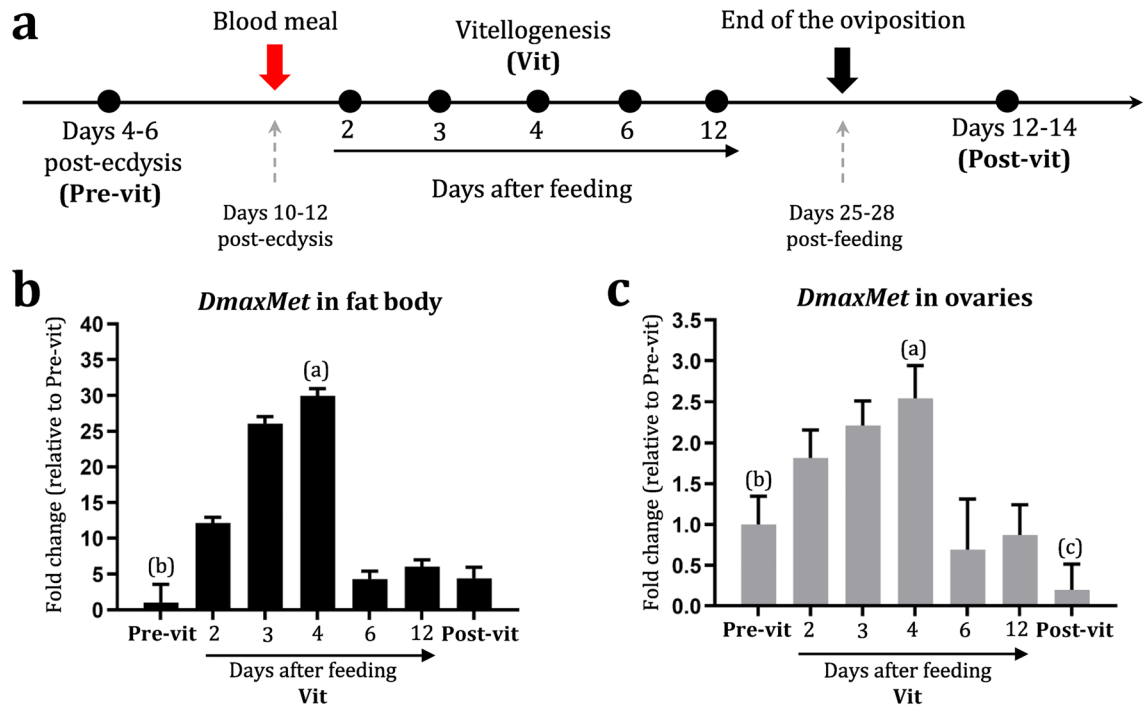 a
Blood meal
Vitellogenesis
(Vit)
End of the oviposition
Days 4-6
post-ecdysis
(Pre-vit)
2 3 4 6 12
Days 12-14
(Post-vit)
Days after feeding
Days 10-12
post-ecdysis
Days 25-28
post-feeding
b
DmaxMet in fat body
Fold change (relative to Pre-vit)
40
35
30
25
20
15
10
5
0
(b)
(a)
Pre-vit 2 3 4 6 12 Post-vit
Days after feeding
Vit
c
DmaxMet in ovaries
Fold change (relative to Pre-vit)
3.5
3.0
2.5
2.0
1.5
1.0
0.5
0.0
(b)
(a)
(c)
Pre-vit 2 3 4 6 12 Post-vit
Days after feeding
Vit